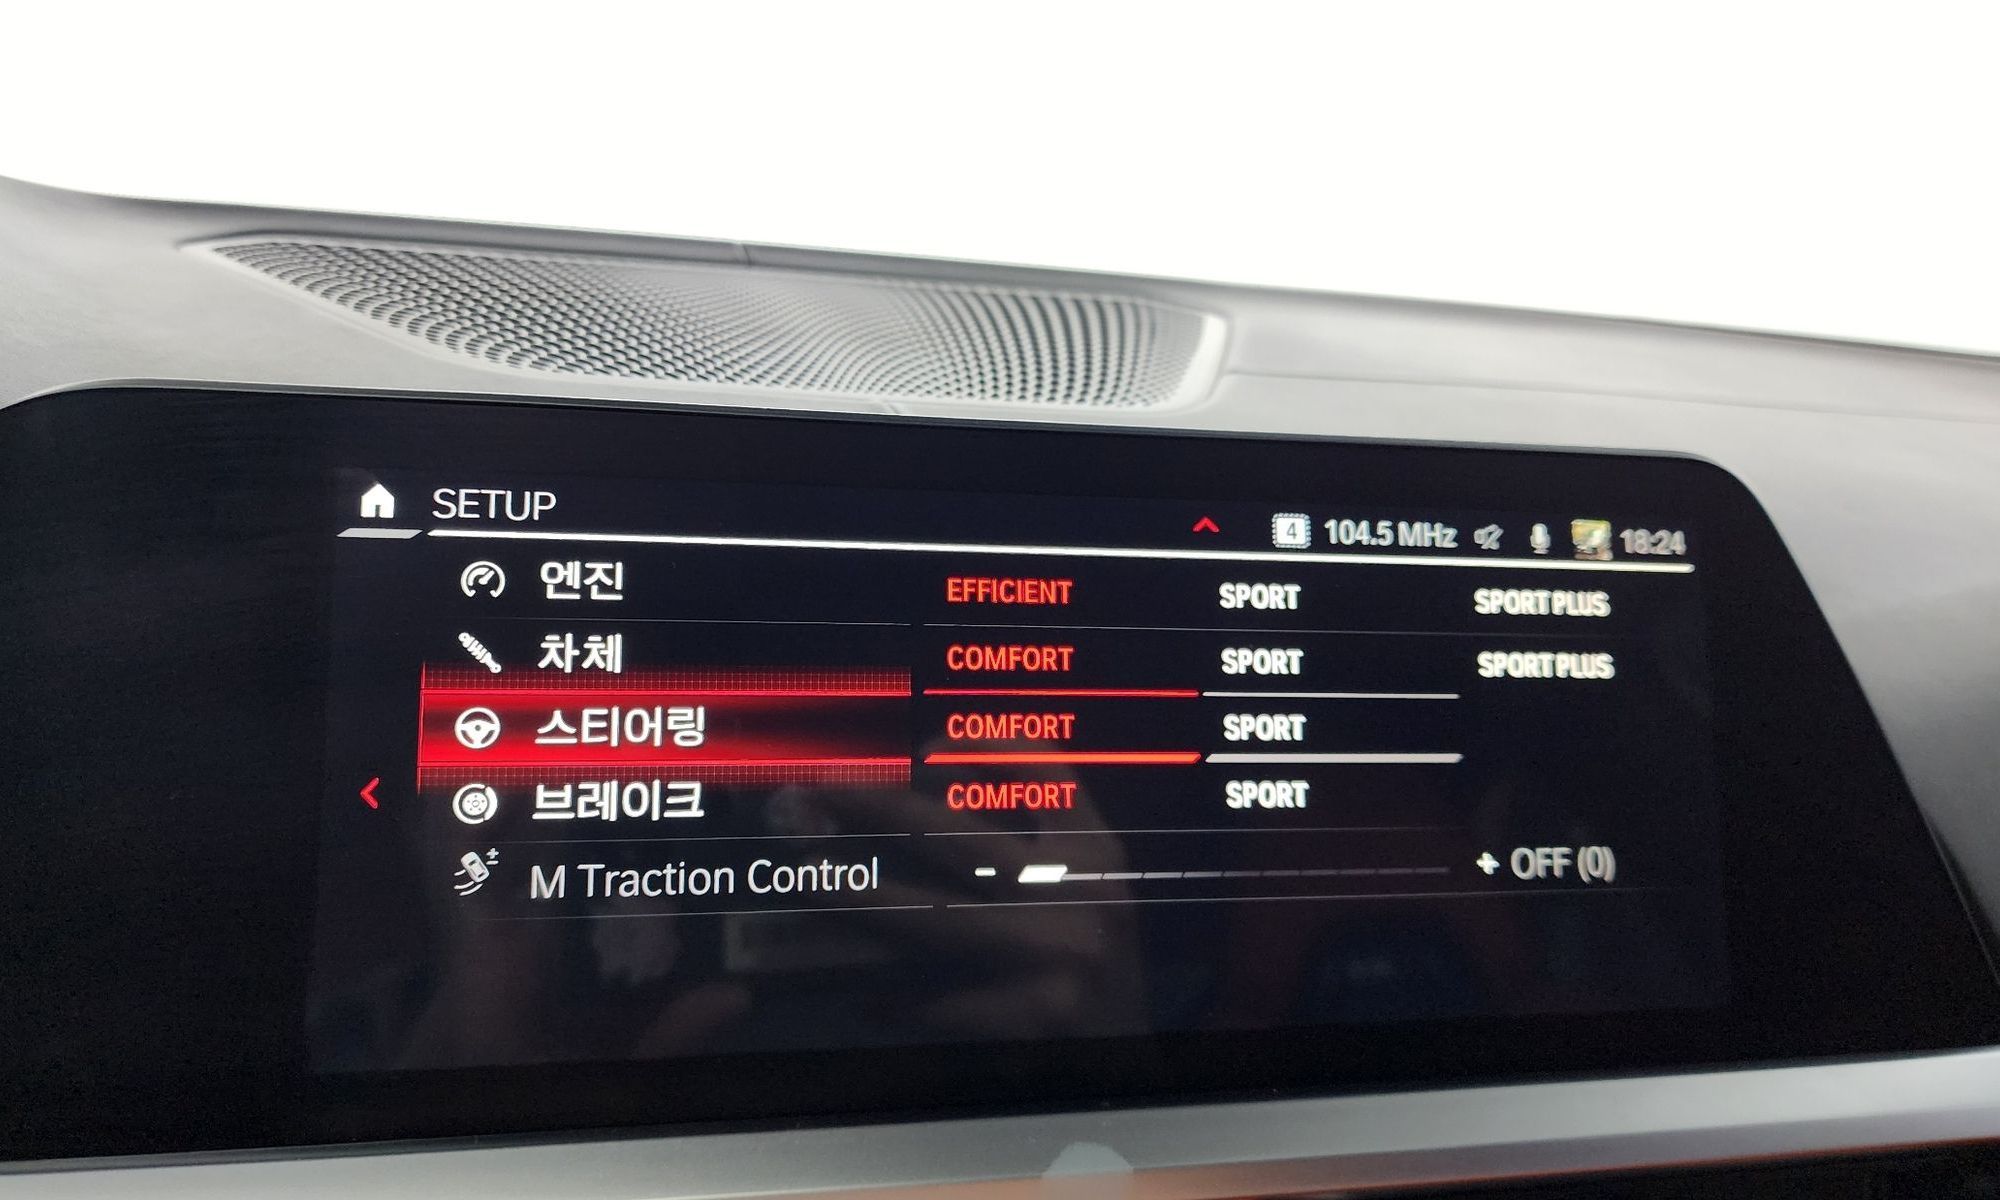 SETUP
4 104.5 MHz 18:24
엔진 EFFICIENT SPORT SPORT PLUS
차체 COMFORT SPORT SPORT PLUS
스티어링 COMFORT SPORT
브레이크 COMFORT SPORT
M Traction Control - + OFF (0)